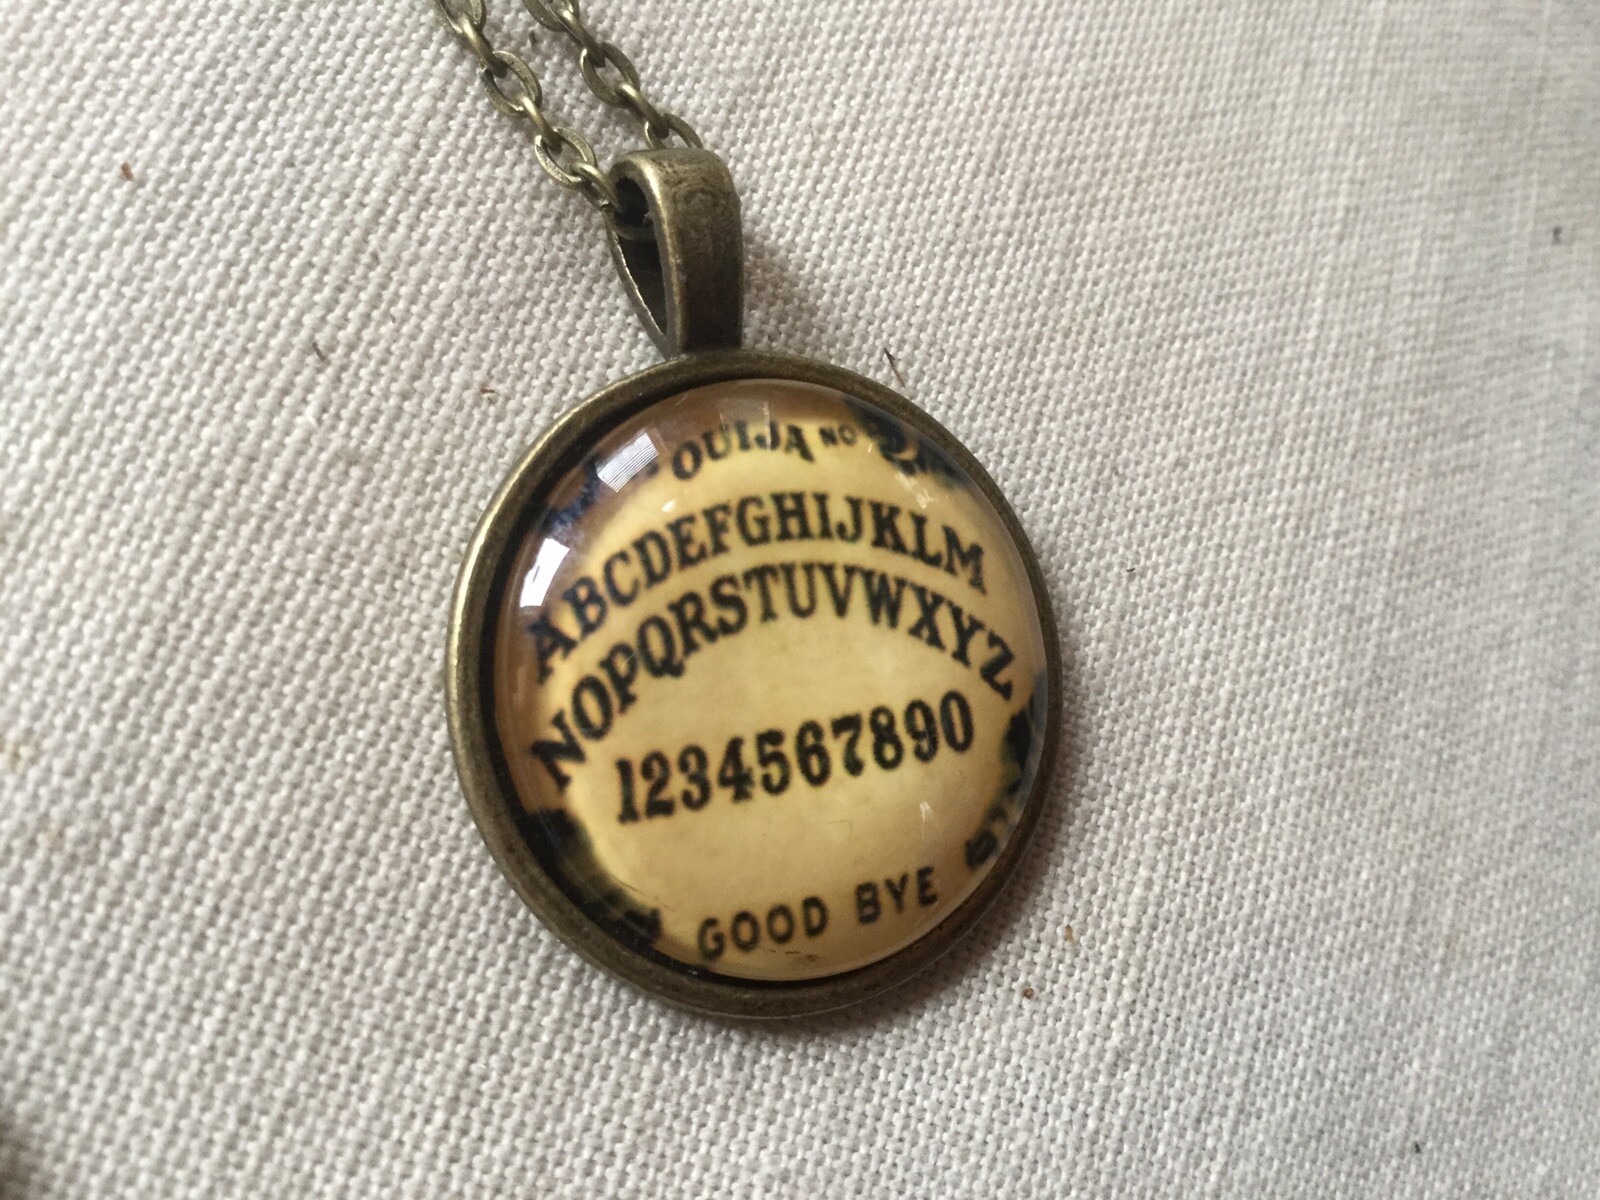 OUIJA NO
ABCDEFGHIJKLM
NOPQRSTUVWXYZ
1234567890
GOOD BYE